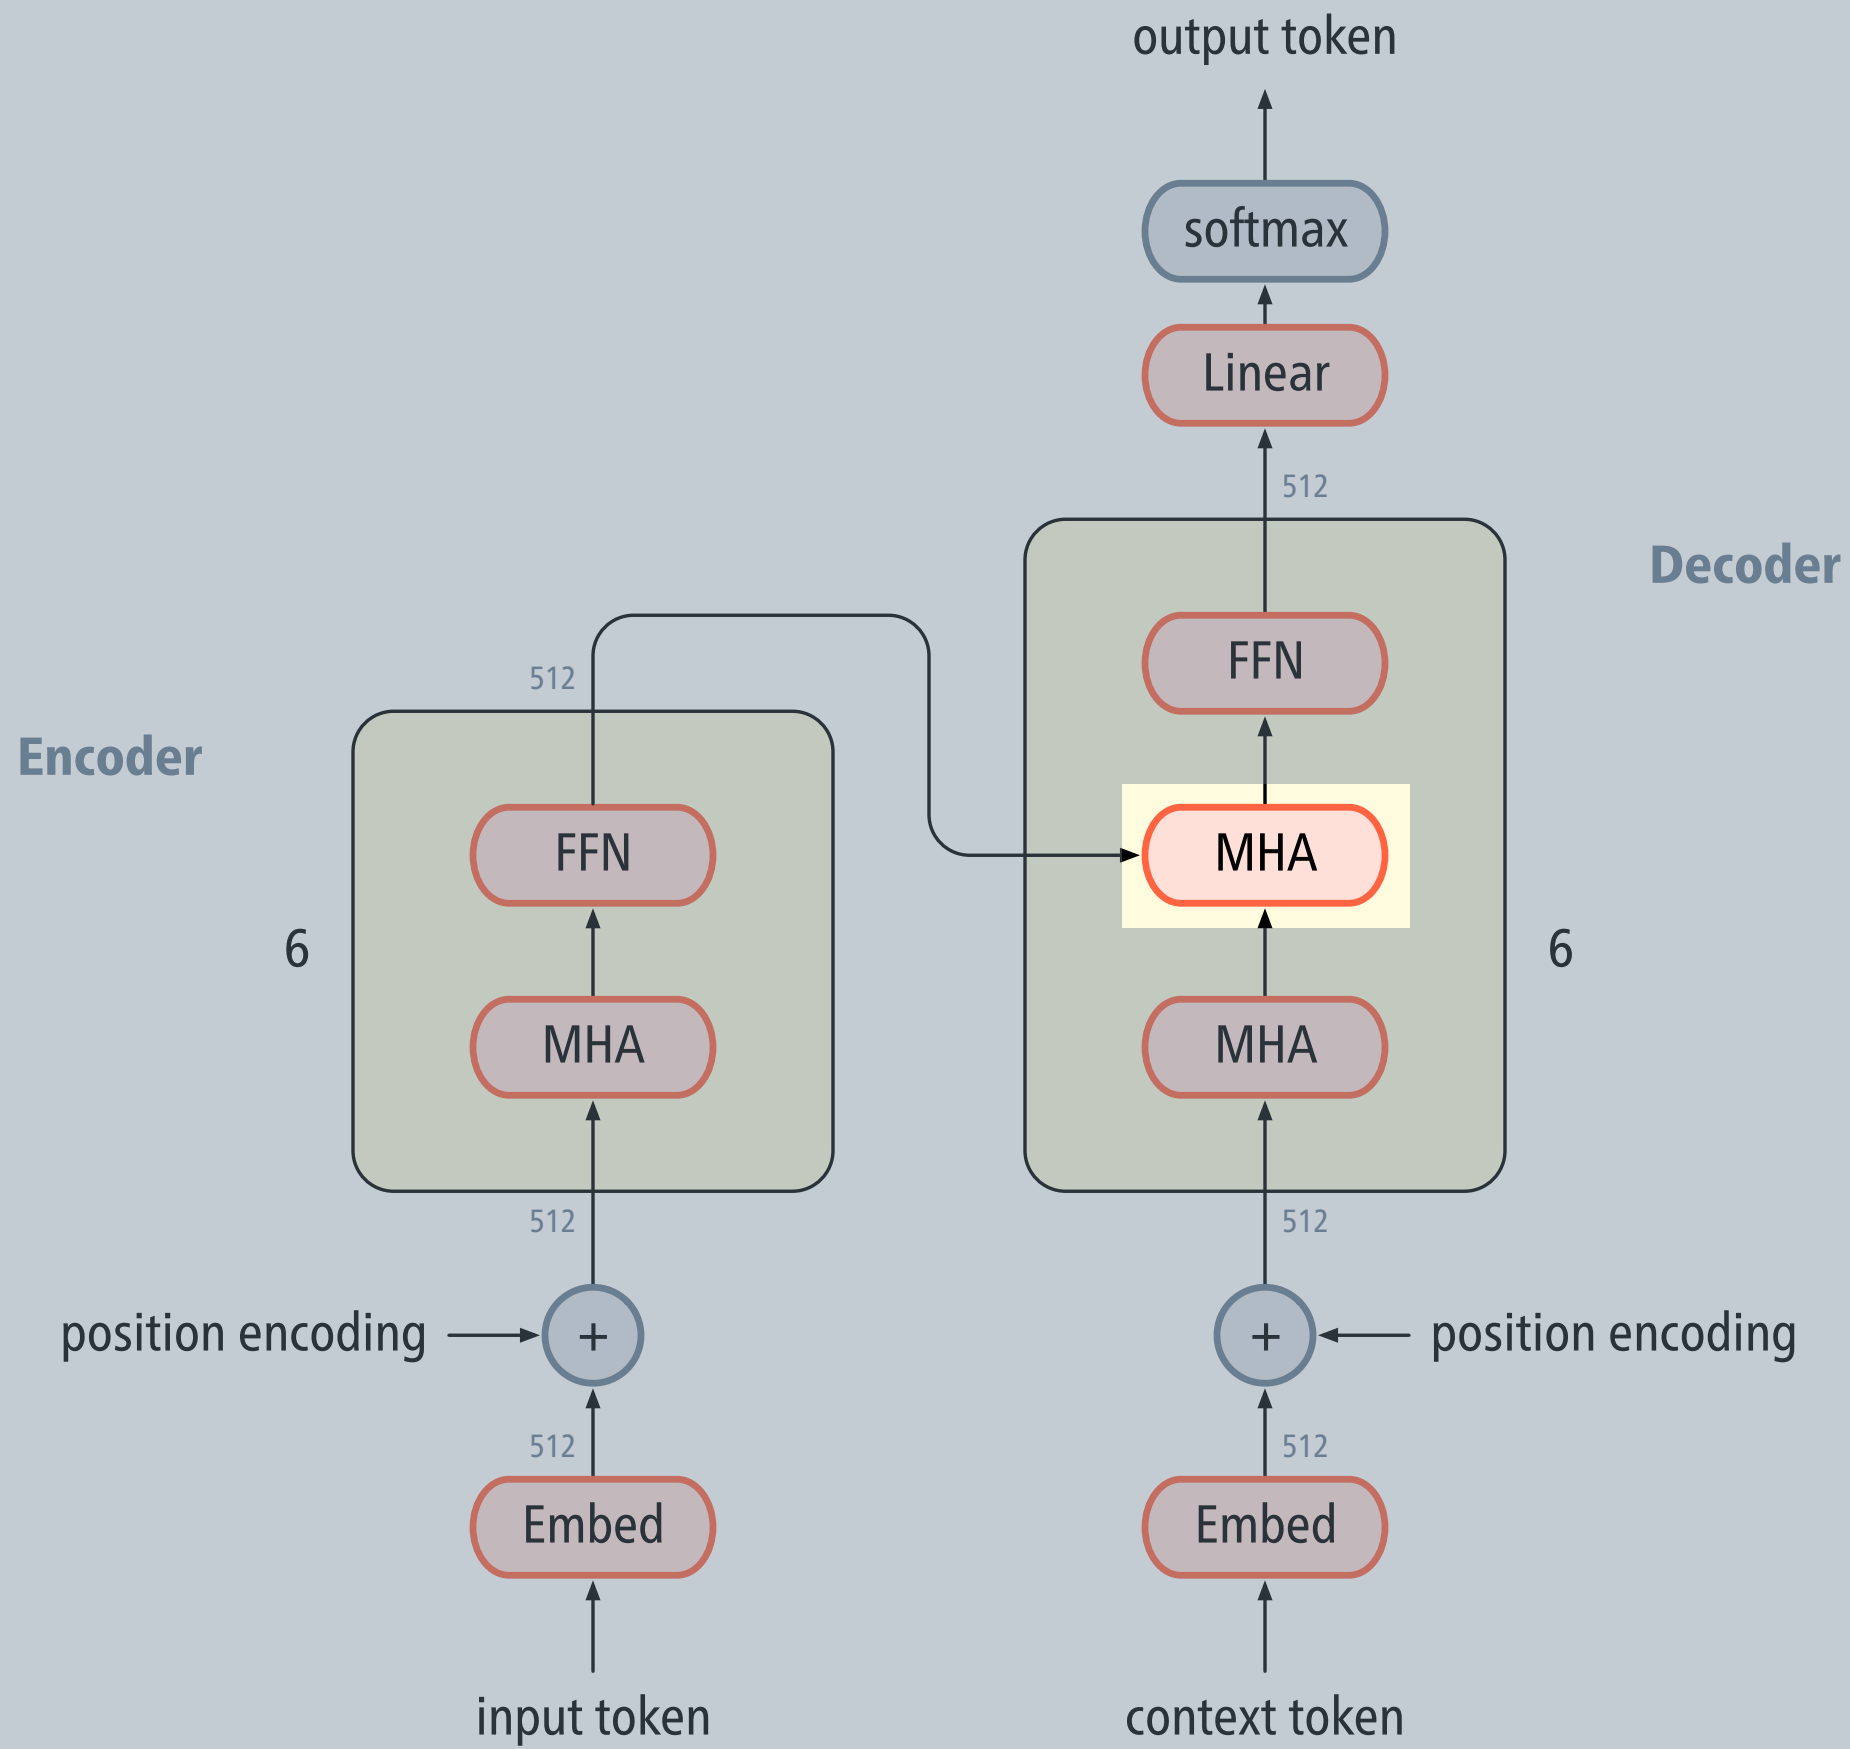 output token
softmax
Linear
512
Decoder
FFN
512
Encoder
FFN
MHA
6
6
MHA
MHA
512
512
position encoding
+
+
position encoding
512
512
Embed
Embed
input token
context token